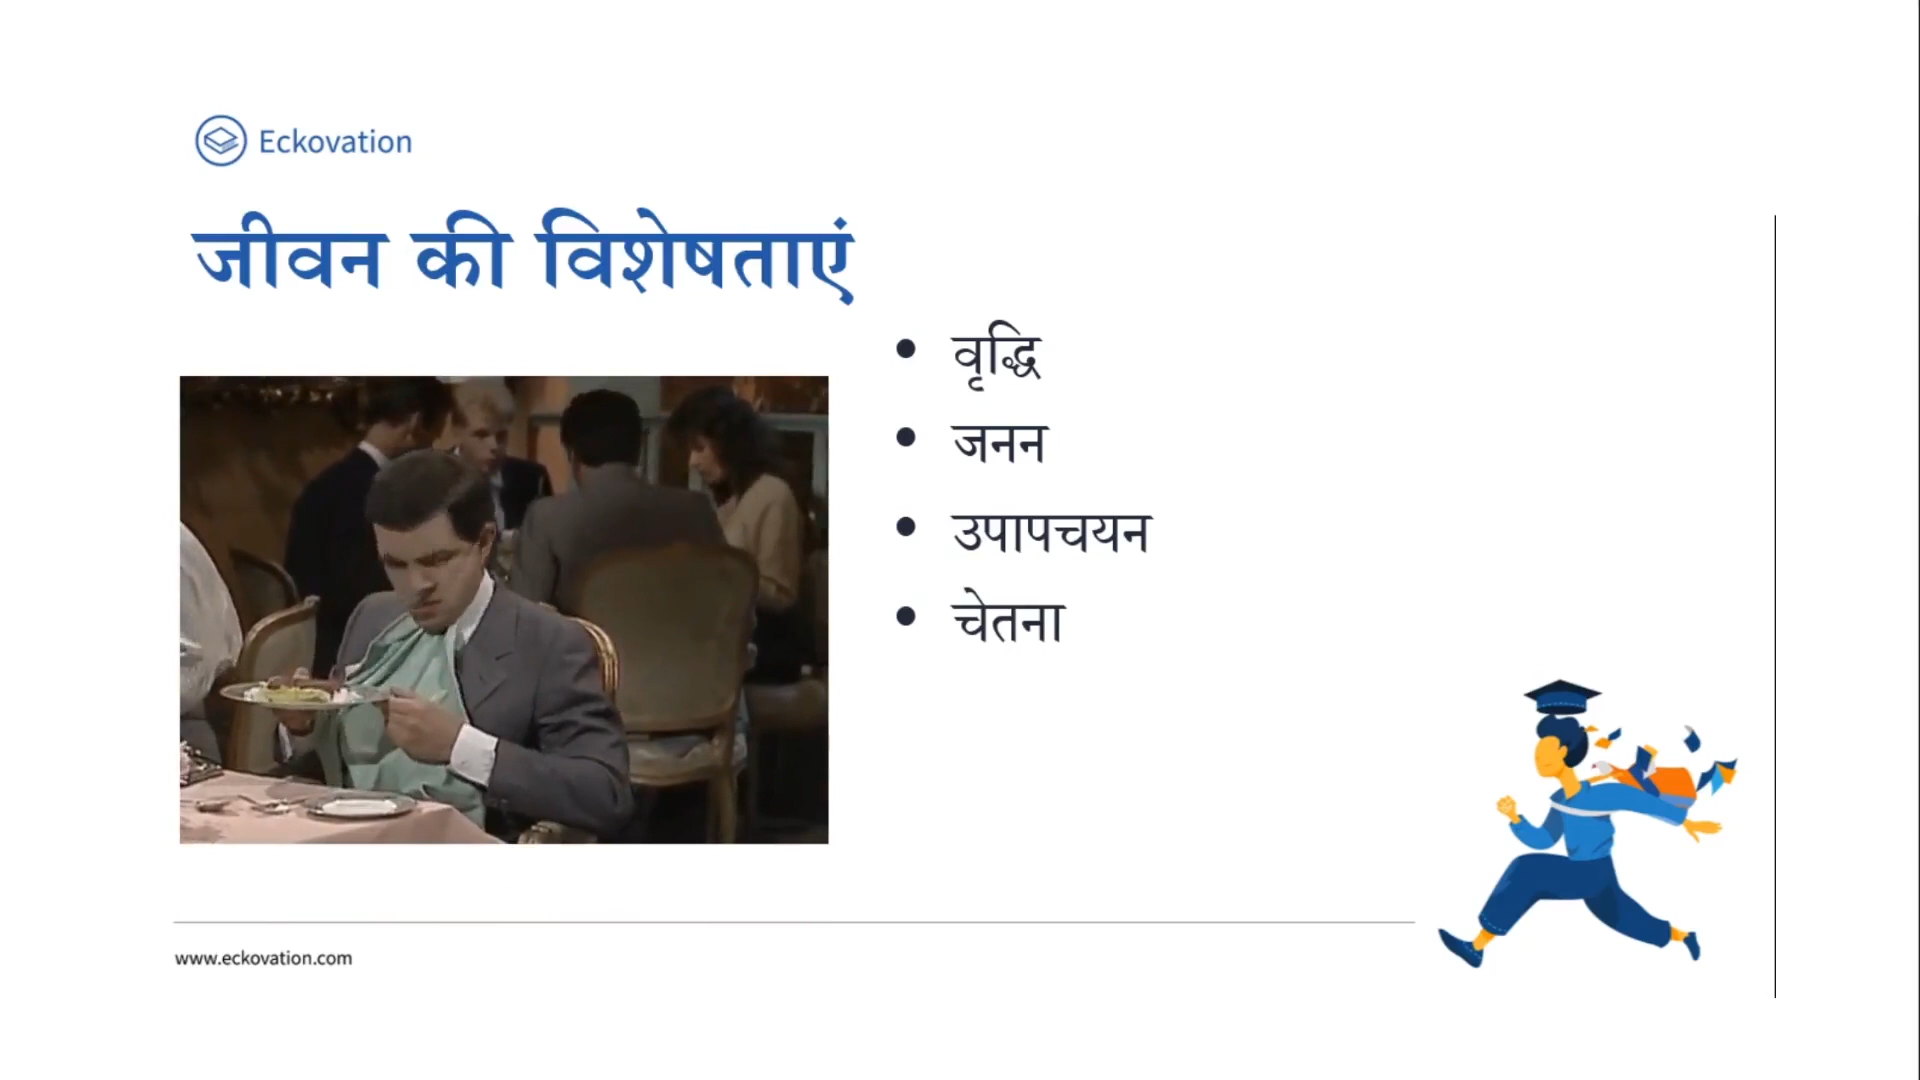 Eckovation
जीवन की विशेषताएं
• वृद्धि
• जनन
• उपापचयन
• चेतना
www.eckovation.com